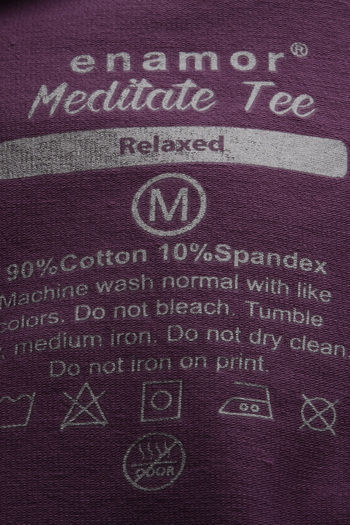 enamor®
Meditate Tee
Relaxed
M
90%Cotton 10%Spandex
Machine wash normal with like
colors. Do not bleach. Tumble
, medium iron. Do not dry clean.
Do not iron on print.
ODOR